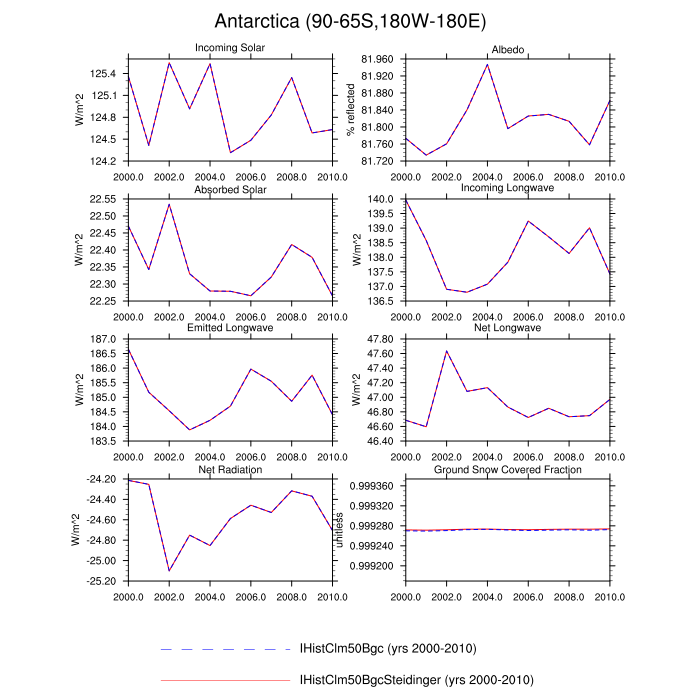 Antarctica (90-65S,180W-180E)
Incoming Solar
W/m^2
125.4
125.1
124.8
124.5
124.2
2000.0 2002.0 2004.0 2006.0 2008.0 2010.0
Albedo
% reflected
81.960
81.920
81.880
81.840
81.800
81.760
81.720
2000.0 2002.0 2004.0 2006.0 2008.0 2010.0
Absorbed Solar
W/m^2
22.55
22.50
22.45
22.40
22.35
22.30
22.25
2000.0 2002.0 2004.0 2006.0 2008.0 2010.0
Incoming Longwave
W/m^2
140.0
139.5
139.0
138.5
138.0
137.5
137.0
136.5
2000.0 2002.0 2004.0 2006.0 2008.0 2010.0
Emitted Longwave
W/m^2
187.0
186.5
186.0
185.5
185.0
184.5
184.0
183.5
2000.0 2002.0 2004.0 2006.0 2008.0 2010.0
Net Longwave
W/m^2
47.80
47.60
47.40
47.20
47.00
46.80
46.60
46.40
2000.0 2002.0 2004.0 2006.0 2008.0 2010.0
Net Radiation
W/m^2
-24.20
-24.40
-24.60
-24.80
-25.00
-25.20
2000.0 2002.0 2004.0 2006.0 2008.0 2010.0
Ground Snow Covered Fraction
unitless
0.999360
0.999320
0.999280
0.999240
0.999200
2000.0 2002.0 2004.0 2006.0 2008.0 2010.0
IHistClm50Bgc (yrs 2000-2010)
IHistClm50BgcSteidinger (yrs 2000-2010)